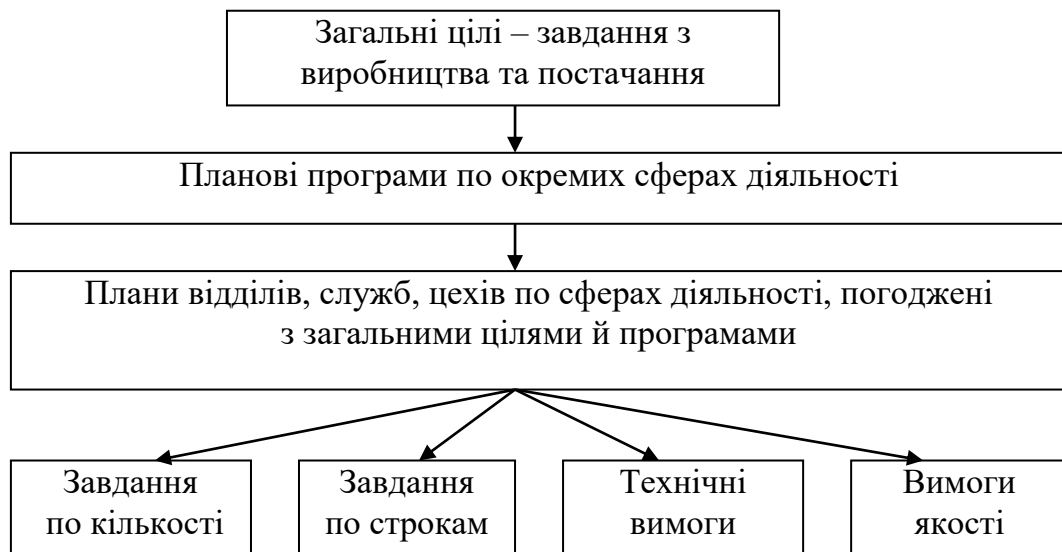 Загальні цілі – завдання з
виробництва та постачання
Планові програми по окремих сферах діяльності
Плани відділів, служб, цехів по сферах діяльності, погоджені
з загальними цілями й програмами
Завдання
по кількості
Завдання
по строкам
Технічні
вимоги
Вимоги
якості